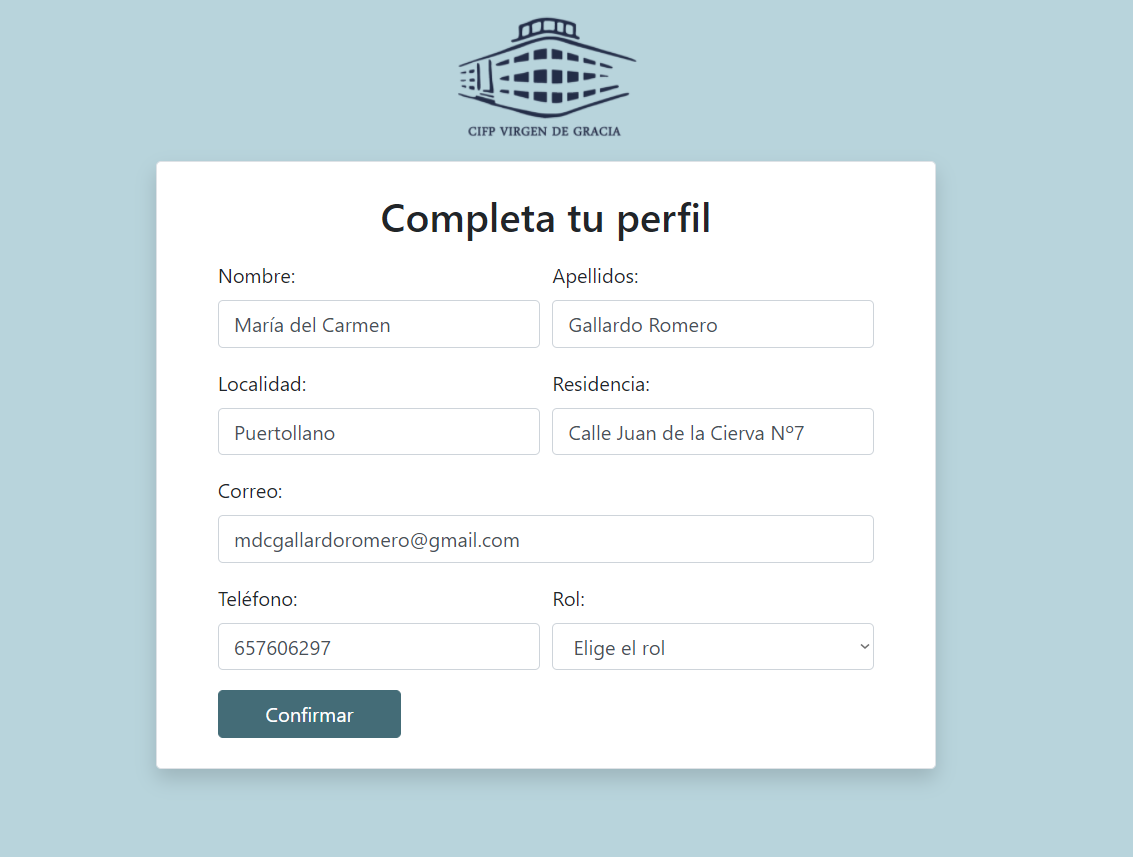 CIFP VIRGEN DE GRACIA
Completa tu perfil
Nombre: Apellidos:
María del Carmen Gallardo Romero
Localidad: Residencia:
Puertollano Calle Juan de la Cierva Nº7
Correo:
mdcgallardoromero@gmail.com
Teléfono: Rol:
657606297 Elige el rol
Confirmar